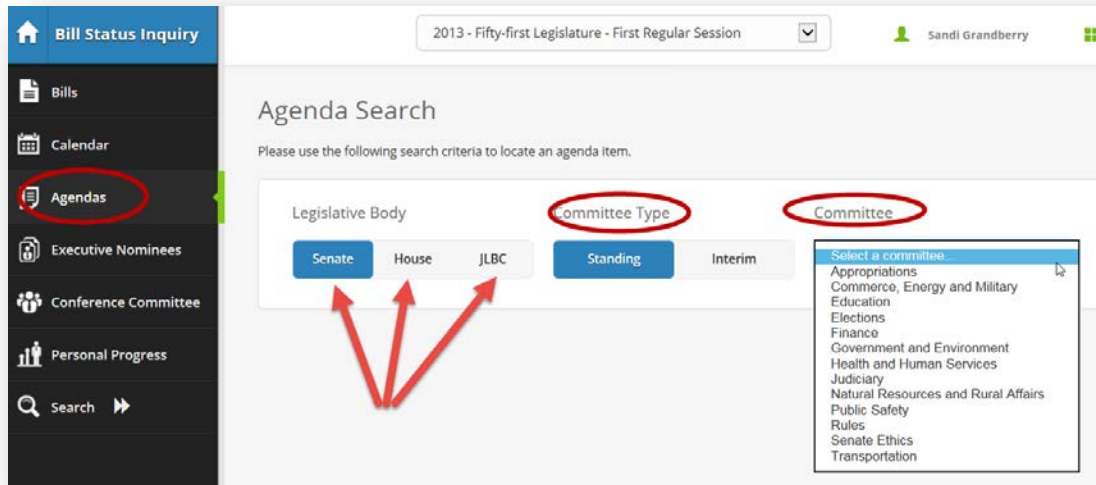 Bill Status Inquiry
2013 - Fifty-first Legislature - First Regular Session
Sandi Grandberry
Bills
Calendar
Agendas
Executive Nominees
Conference Committee
Personal Progress
Search
Agenda Search
Please use the following search criteria to locate an agenda item.
Legislative Body
Committee Type
Committee
Senate
House
JLBC
Standing
Interim
Select a committee...
Appropriations
Commerce, Energy and Military
Education
Elections
Finance
Government and Environment
Health and Human Services
Judiciary
Natural Resources and Rural Affairs
Public Safety
Rules
Senate Ethics
Transportation